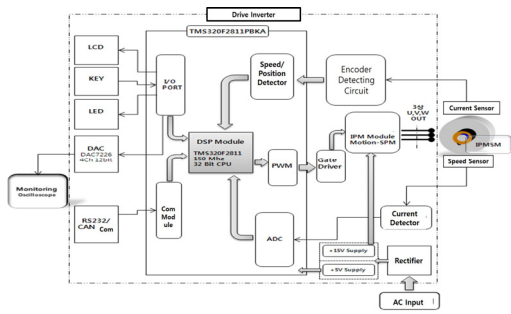 Drive Inverter
TMS320F2811PBKA
LCD
KEY
LED
DAC
DAC7228
4Ch 12Bit
Monitoring
Oscilloscope
RS232/
CAN Com
I/O
PORT
Com
Module
DSP Module
TMS320F2811
150 Mhz
32 Bit CPU
Speed/
Position
Detector
PWM
ADC
Encoder
Detecting
Circuit
Gate
Driver
IPM Module
Motion-SPM
3상
U,V,W
OUT
Current Sensor
IPMSM
Speed Sensor
Current
Detector
+15V Supply
+5V Supply
Rectifier
AC Input